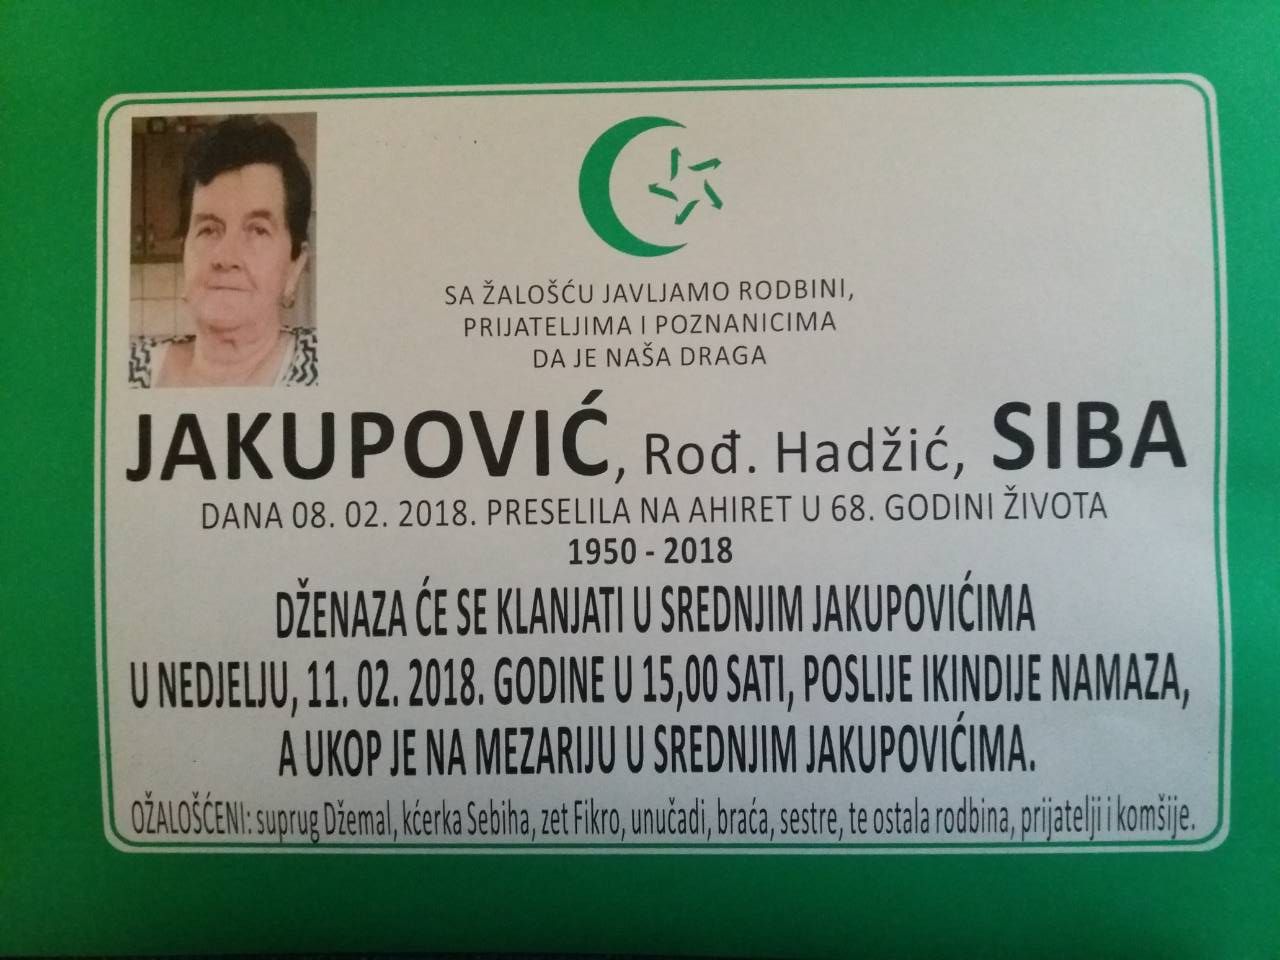 SA ŽALOŠĆU JAVLJAMO RODBINI,
PRIJATELJIMA I POZNANICIMA
DA JE NAŠA DRAGA
JAKUPOVIĆ, Rođ. Hadžić, SIBA
DANA 08. 02. 2018. PRESELILA NA AHIRET U 68. GODINI ŽIVOTA
1950 - 2018
DŽENAZA ĆE SE KLANJATI U SREDNJIM JAKUPOVIĆIMA
U NEDJELJU, 11. 02. 2018. GODINE U 15,00 SATI, POSLIJE IKINDIJE NAMAZA,
A UKOP JE NA MEZARIJU U SREDNJIM JAKUPOVIĆIMA.
OŽALOŠĆENI: suprug Džemal, kćerka Sebiha, zet Fikro, unučadi, braća, sestre, te ostala rodbina, prijatelji i komšije.